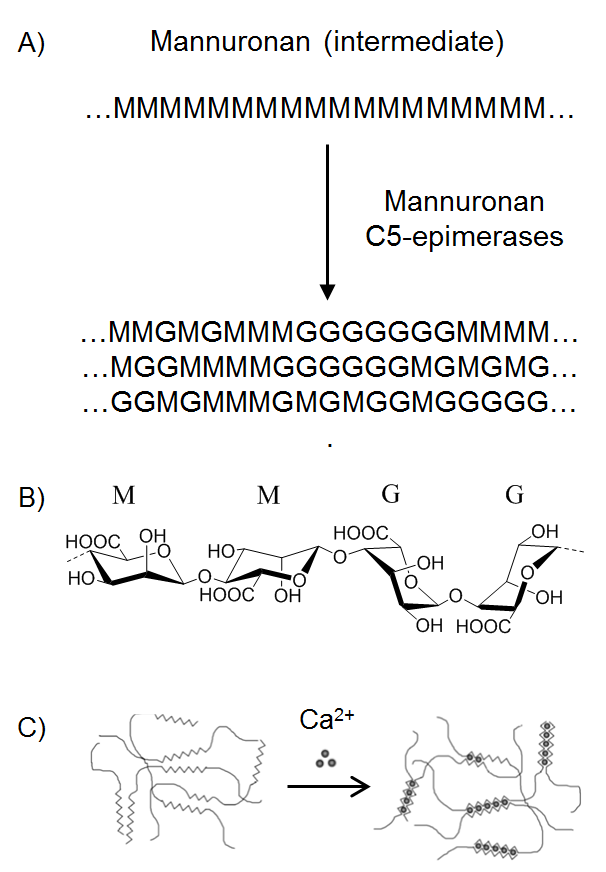 A)
Mannuronan (intermediate)
…MMMMMMMMMMMMMMMMMM…
Mannuronan
C5-epimerases
…MMGMGMMMGGGGGGGMMMM…
…MGGMMMMGGGGGGMGMGMG…
…GGMGMMMGMGMGGMGGGGG…
.
B)
M M G G
HOOC OH O HO O HO HOOC O OH O HOOC OH O OH O OH O OH HOOC
C)
Ca2+